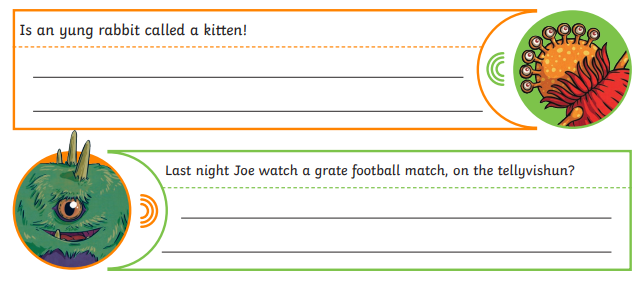 Is an yung rabbit called a kitten!
Last night Joe watch a grate football match, on the tellyvishun?